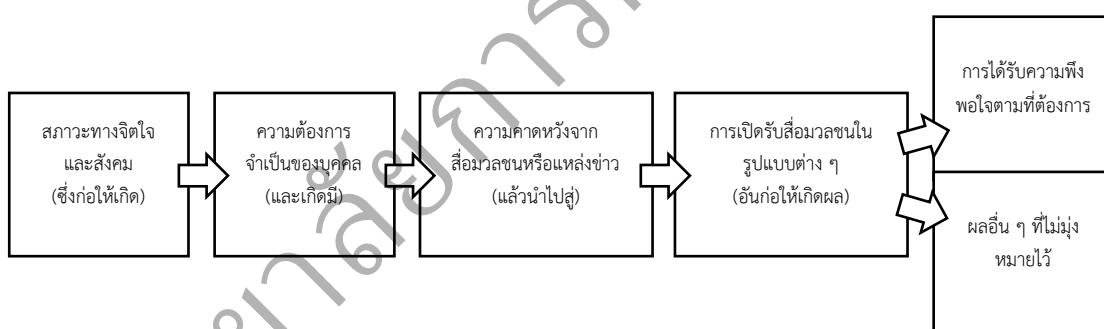 สภาวะทางจิตใจ
และสังคม
(ซึ่งก่อให้เกิด)
ความต้องการ
จำเป็นของบุคคล
(และเกิดมี)
ความคาดหวังจาก
สื่อมวลชนหรือแหล่งข่าว
(แล้วนำไปสู่)
การเปิดรับสื่อมวลชนใน
รูปแบบต่าง ๆ
(อันก่อให้เกิดผล)
การได้รับความพึง
พอใจตามที่ต้องการ
ผลอื่น ๆ ที่ไม่มุ่ง
หมายไว้